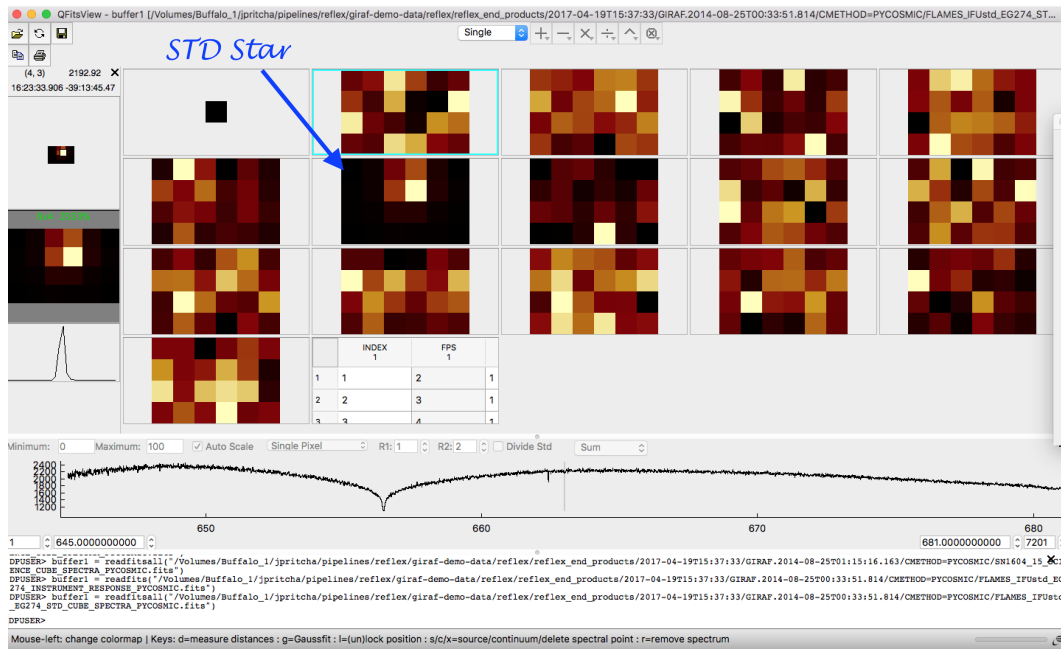 QFitsView - buffer1 [/Volumes/Buffalo_1/jpritcha/pipelines/reflex/giraf-demo-data/reflex/reflex_end_products/2017-04-19T15:37:33/GIRAF.2014-08-25T00:33:51.814/CMETHOD=PYCOSMIC/FLAMES_IFUstd_EG274_ST...
Single
STD Star
(4, 3) 2192.92
16:23:33.906 -39:13:45.47
INDEX FPS
1 1
1 1 2 1
2 2 3 1
3 3 4 1
Minimum: 0 Maximum: 100 Auto Scale Single Pixel R1: 1 R2: 2 Divide Std Sum
2400
2200
2000
1800
1600
1400
1200
650 660 670 680
1 645.0000000000 681.0000000000 7201
ENCE_CUBE_SPECTRA_PYCOSMIC.fits")
DPUSER> buffer1 = readfitsall("/Volumes/Buffalo_1/jpritcha/pipelines/reflex/giraf-demo-data/reflex/reflex_end_products/2017-04-19T15:37:33/GIRAF.2014-08-25T01:15:16.163/CMETHOD=PYCOSMIC/SN1604_15_SCI
ENCE_CUBE_SPECTRA_PYCOSMIC.fits")
DPUSER> buffer1 = readfits("/Volumes/Buffalo_1/jpritcha/pipelines/reflex/giraf-demo-data/reflex/reflex_end_products/2017-04-19T15:37:33/GIRAF.2014-08-25T00:33:51.814/CMETHOD=PYCOSMIC/FLAMES_IFUstd_EG
274_INSTRUMENT_RESPONSE_PYCOSMIC.fits")
DPUSER> buffer1 = readfitsall("/Volumes/Buffalo_1/jpritcha/pipelines/reflex/giraf-demo-data/reflex/reflex_end_products/2017-04-19T15:37:33/GIRAF.2014-08-25T00:33:51.814/CMETHOD=PYCOSMIC/FLAMES_IFUstd
_EG274_STD_CUBE_SPECTRA_PYCOSMIC.fits")
DPUSER>
Mouse-left: change colormap | Keys: d=measure distances : g=Gaussfit : l=(un)lock position : s/c/x=source/continuum/delete spectral point : r=remove spectrum